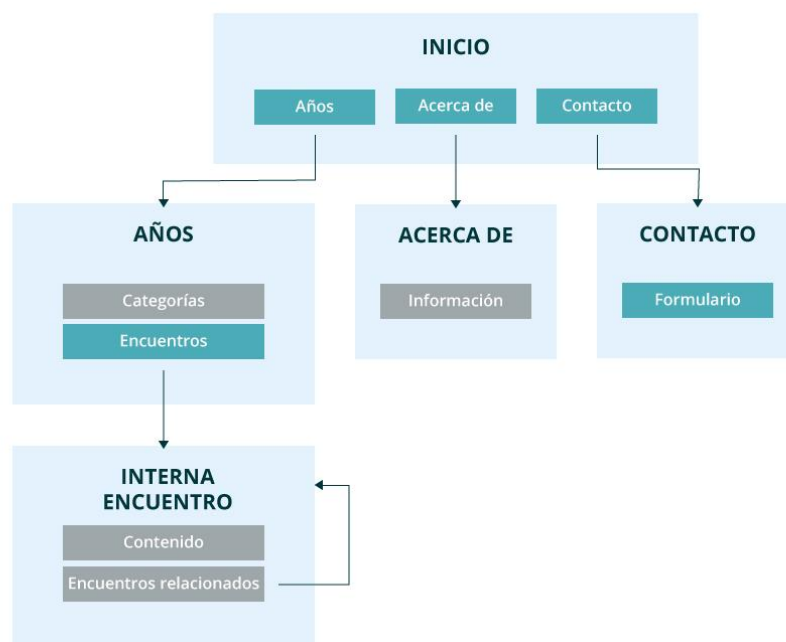 INICIO
Años
Acerca de
Contacto
AÑOS
Categorías
Encuentros
ACERCA DE
Información
CONTACTO
Formulario
INTERNA
ENCUENTRO
Contenido
Encuentros relacionados